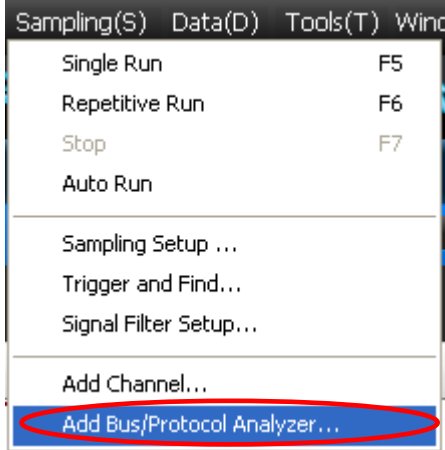 Sampling(S) Data(D) Tools(T) Wind
Single Run F5
Repetitive Run F6
Stop F7
Auto Run
Sampling Setup ...
Trigger and Find...
Signal Filter Setup...
Add Channel...
Add Bus/Protocol Analyzer...